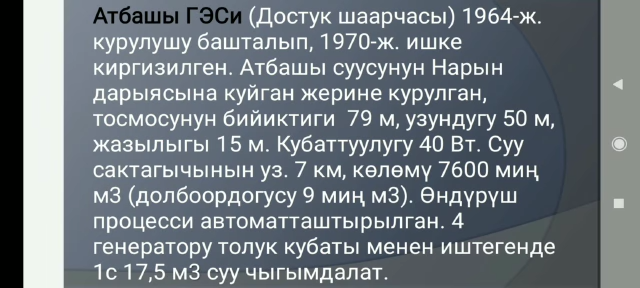 Атбашы ГЭСи (Достук шаарчасы) 1964-ж.
курулушу башталып, 1970-ж. ишке
киргизилген. Атбашы суусунун Нарын
дарыясына куйган жерине курулган,
тосмосунун бийиктиги 79 м, узундугу 50 м,
жазылыгы 15 м. Кубаттуулугу 40 Вт. Суу
сактагычынын уз. 7 км, көлөмү 7600 миң
м3 (долбоордогусу 9 миң м3). Өндүрүш
процесси автоматташтырылган. 4
генератору толук кубаты менен иштегенде
1с 17,5 м3 суу чыгымдалат.